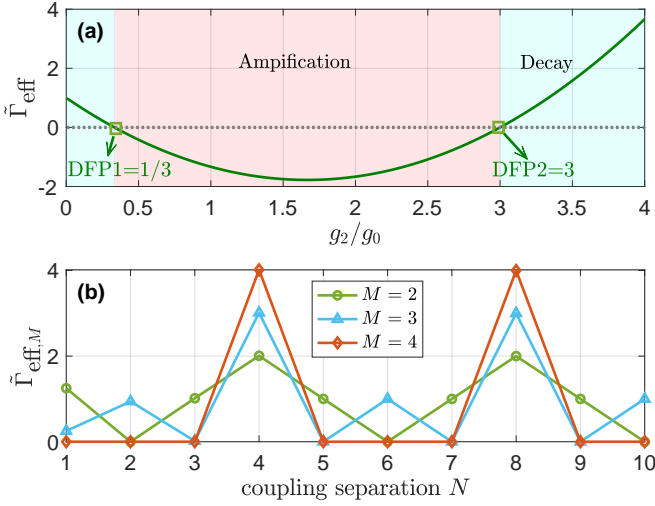 (a)
Ampification
Decay
DFP1=1/3
DFP2=3
Γ̃eff
4
2
0
-2
0 0.5 1 1.5 2 2.5 3 3.5 4
g2/g0
(b)
M = 2
M = 3
M = 4
Γ̃eff,M
4
2
0
1 2 3 4 5 6 7 8 9 10
coupling separation N